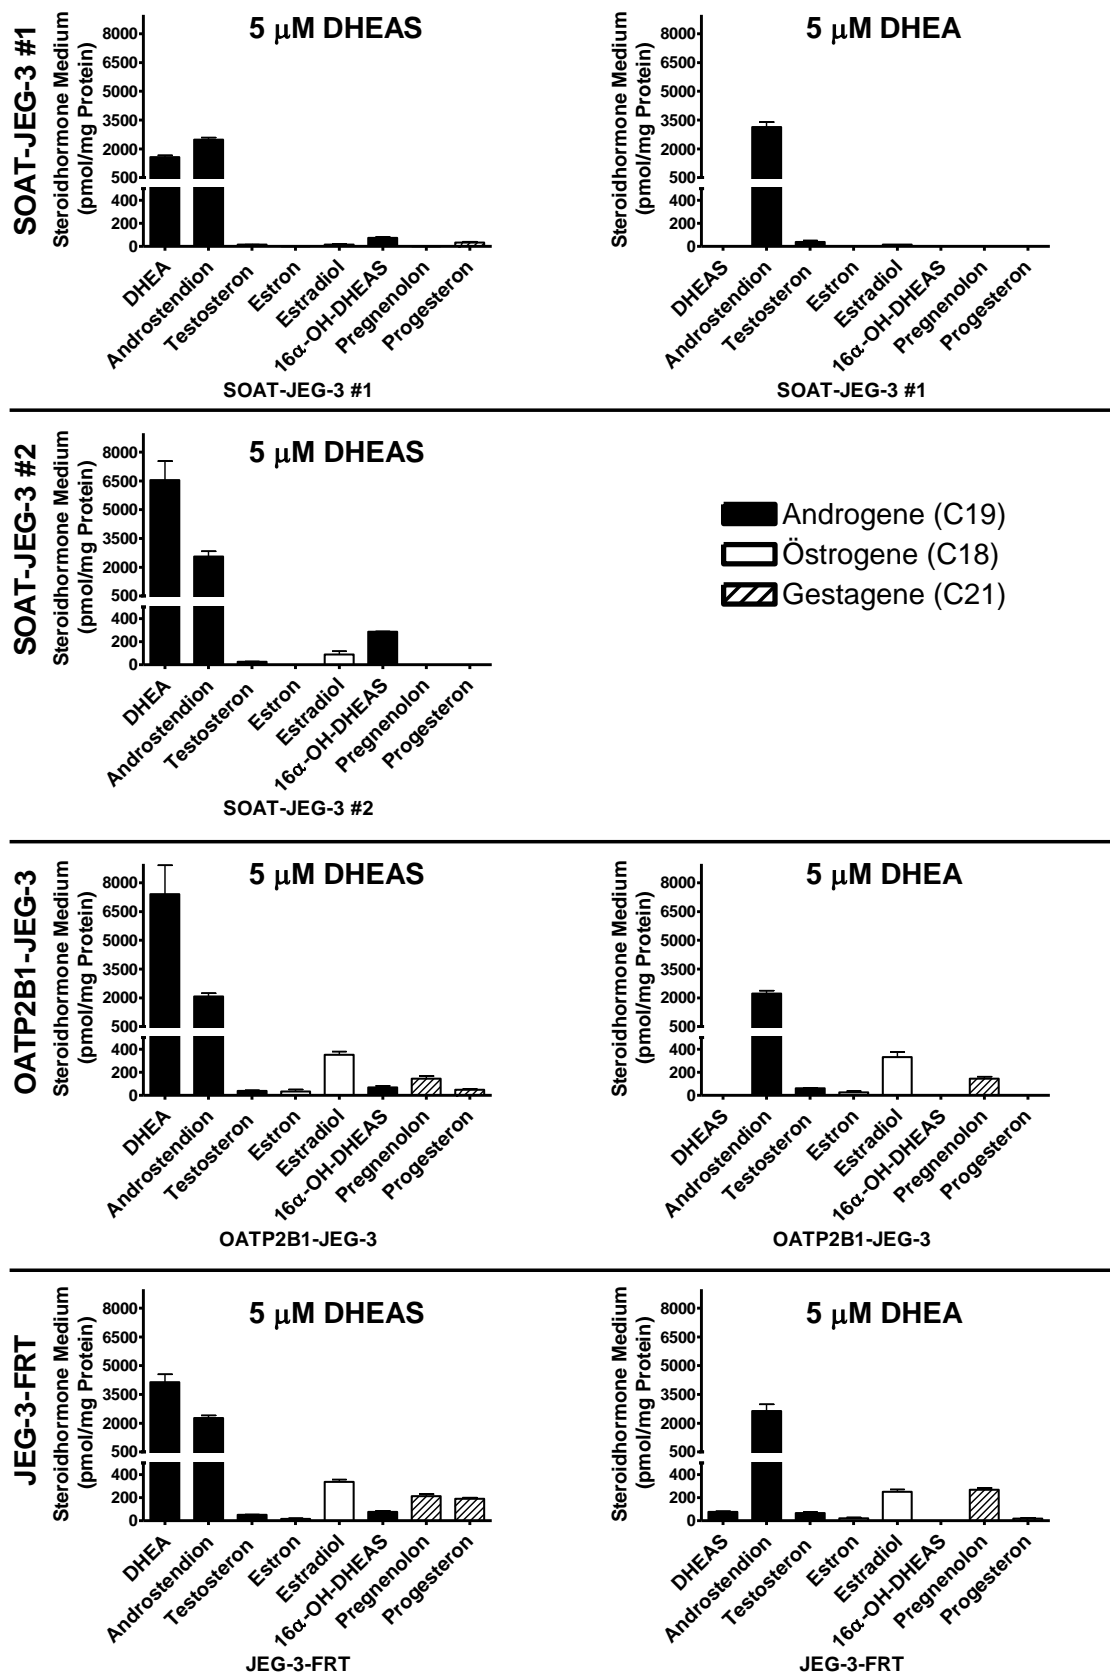 SOAT-JEG-3 #1
Steroidhormone Medium
(pmol/mg Protein)
5 μM DHEAS
8000
6500
5000
3500
2000
500
400
200
0
DHEA
Androstendion
Testosteron
Estron
Estradiol
16α-OH-DHEAS
Pregnenolon
Progesteron
SOAT-JEG-3 #1
Steroidhormone Medium
(pmol/mg Protein)
5 μM DHEA
8000
6500
5000
3500
2000
500
400
200
0
DHEAS
Androstendion
Testosteron
Estron
Estradiol
16α-OH-DHEAS
Pregnenolon
Progesteron
SOAT-JEG-3 #1
SOAT-JEG-3 #2
Steroidhormone Medium
(pmol/mg Protein)
5 μM DHEAS
8000
6500
5000
3500
2000
500
400
200
0
DHEA
Androstendion
Testosteron
Estron
Estradiol
16α-OH-DHEAS
Pregnenolon
Progesteron
SOAT-JEG-3 #2
Androgene (C19)
Östrogene (C18)
Gestagene (C21)
OATP2B1-JEG-3
Steroidhormone Medium
(pmol/mg Protein)
5 μM DHEAS
8000
6500
5000
3500
2000
500
400
200
0
DHEA
Androstendion
Testosteron
Estron
Estradiol
16α-OH-DHEAS
Pregnenolon
Progesteron
OATP2B1-JEG-3
Steroidhormone Medium
(pmol/mg Protein)
5 μM DHEA
8000
6500
5000
3500
2000
500
400
200
0
DHEAS
Androstendion
Testosteron
Estron
Estradiol
16α-OH-DHEAS
Pregnenolon
Progesteron
OATP2B1-JEG-3
JEG-3-FRT
Steroidhormone Medium
(pmol/mg Protein)
5 μM DHEAS
8000
6500
5000
3500
2000
500
400
200
0
DHEA
Androstendion
Testosteron
Estron
Estradiol
16α-OH-DHEAS
Pregnenolon
Progesteron
JEG-3-FRT
Steroidhormone Medium
(pmol/mg Protein)
5 μM DHEA
8000
6500
5000
3500
2000
500
400
200
0
DHEAS
Androstendion
Testosteron
Estron
Estradiol
16α-OH-DHEAS
Pregnenolon
Progesteron
JEG-3-FRT